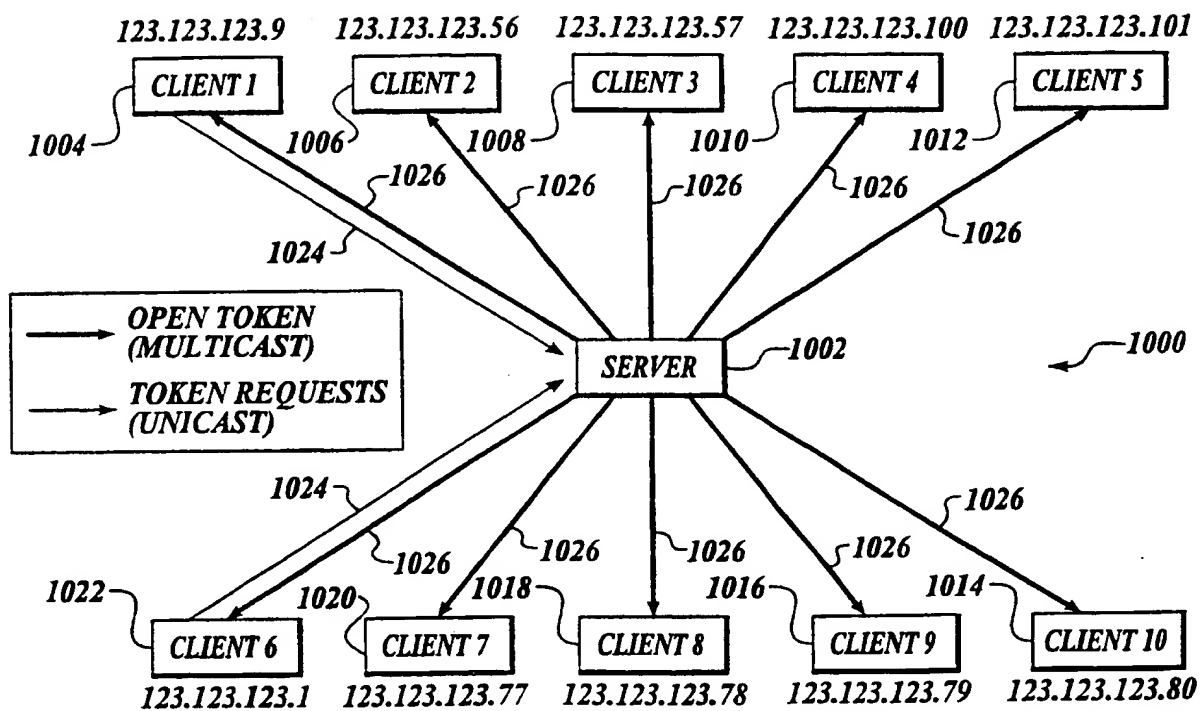 123.123.123.9 123.123.123.56 123.123.123.57 123.123.123.100 123.123.123.101
CLIENT 1 CLIENT 2 CLIENT 3 CLIENT 4 CLIENT 5
1004 1006 1008 1010 1012
1026 1026 1026 1026 1026
1024
OPEN TOKEN
(MULTICAST)
TOKEN REQUESTS
(UNICAST)
SERVER 1002 1000
1024
1026 1026 1026 1026 1026
1022 1020 1018 1016 1014
CLIENT 6 CLIENT 7 CLIENT 8 CLIENT 9 CLIENT 10
123.123.123.1 123.123.123.77 123.123.123.78 123.123.123.79 123.123.123.80